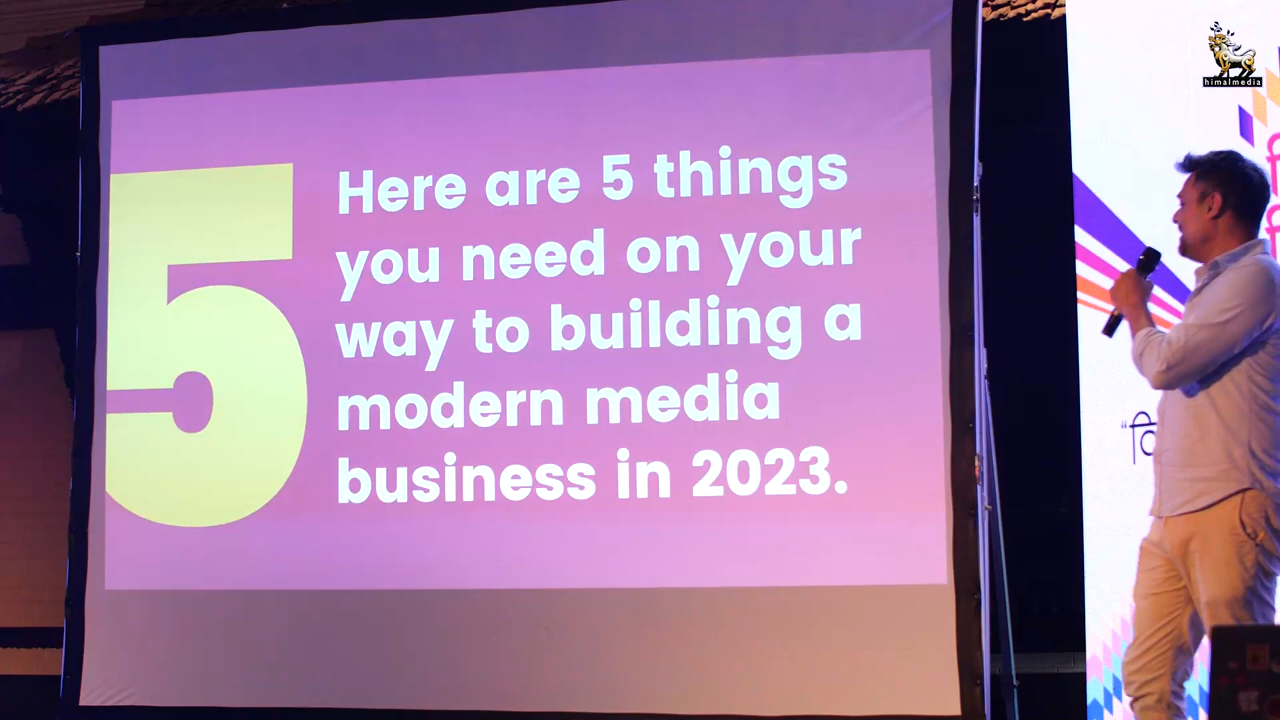 5
Here are 5 things
you need on your
way to building a
modern media
business in 2023.
himalmedia